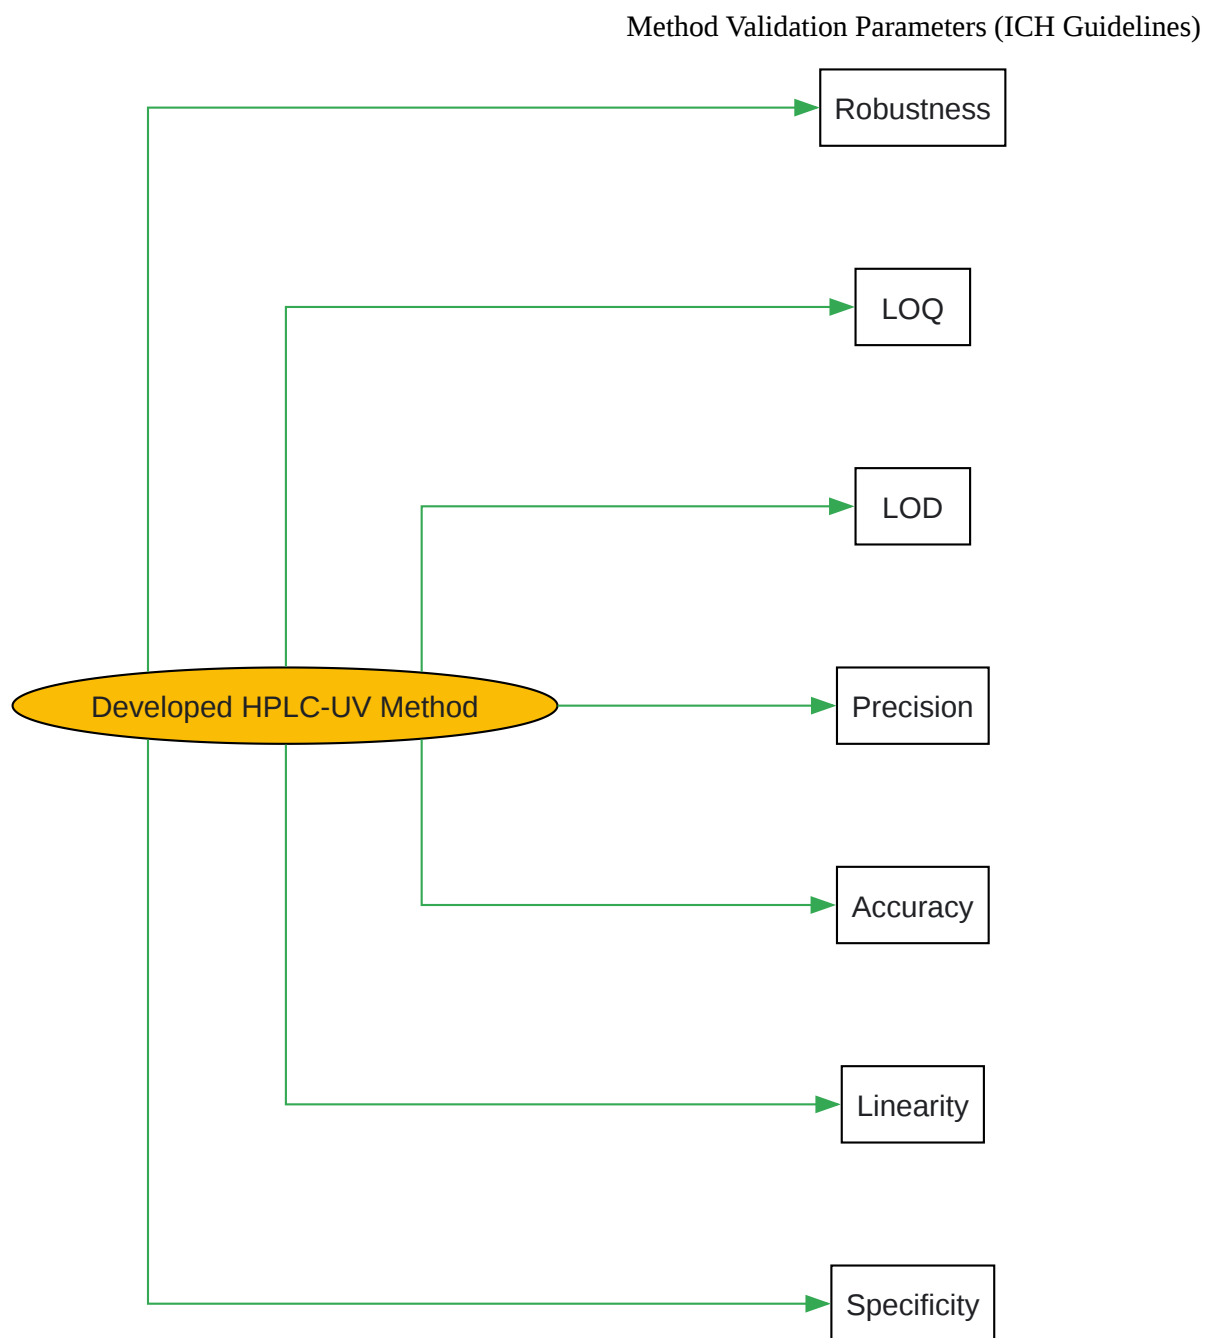 Method Validation Parameters (ICH Guidelines)
Robustness
LOQ
LOD
Developed HPLC-UV Method
Precision
Accuracy
Linearity
Specificity